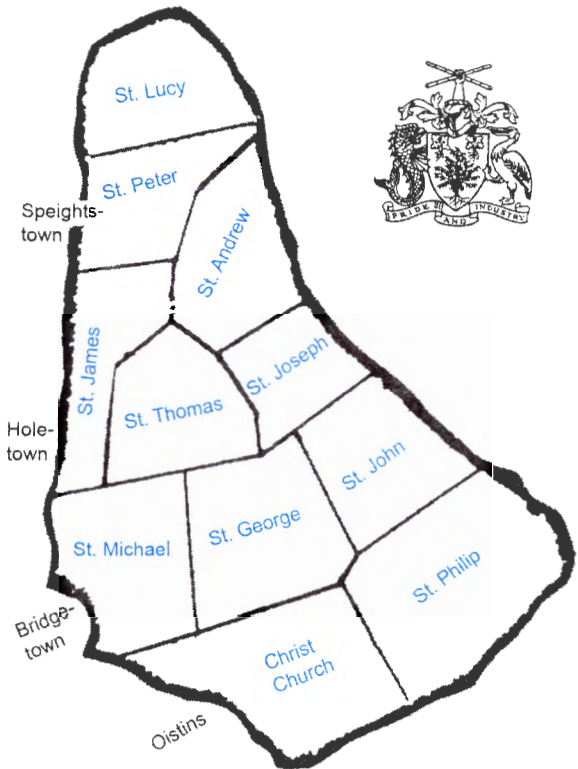 St. Lucy
St. Peter
Speights-
town
St. Andrew
St. James
St. Joseph
St. Thomas
Hole-
town
St. John
St. George
St. Michael
St. Philip
Bridge-
town
Christ
Church
Oistins
PRIDE AND INDUSTRY